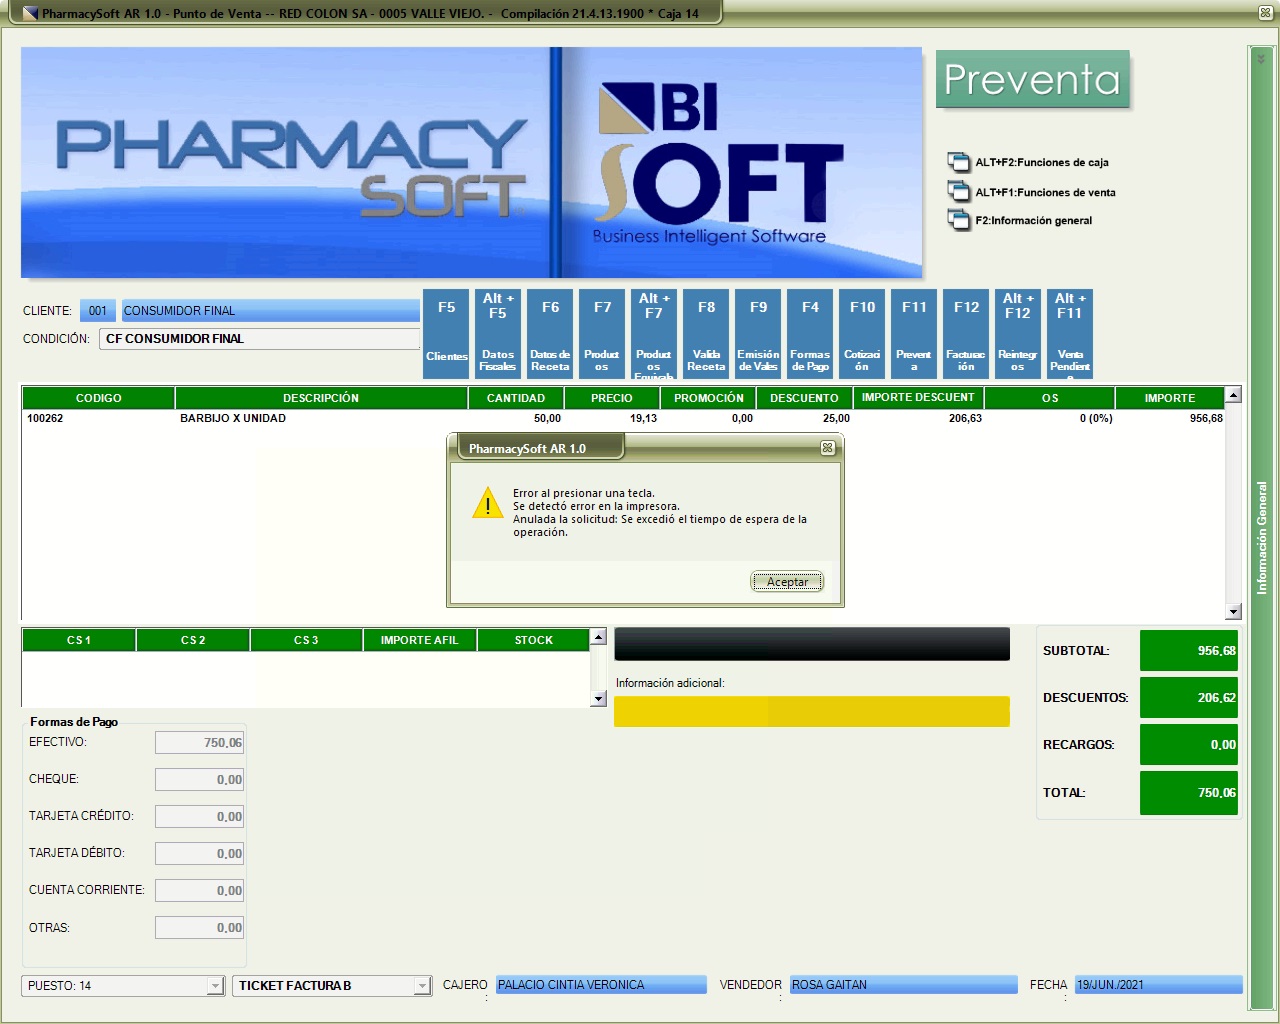 PharmacySoft AR 1.0 - Punto de Venta -- RED COLON SA - 0005 VALLE VIEJO. - Compilación 21.4.13.1900 * Caja 14
PHARMACY
SOFT
BI
SOFT
Business Intelligent Software
Preventa
ALT+F2:Funciones de caja
ALT+F1:Funciones de venta
F2:Información general
CLIENTE: 001 CONSUMIDOR FINAL
CONDICIÓN: CF CONSUMIDOR FINAL
F5
Clientes
Alt +
F5
Datos
Fiscales
F6
Datos de
Receta
F7
Product
os
Alt +
F7
Product
os
Equivab
F8
Valida
Receta
F9
Emisión
de Vales
F4
Formas
de Pago
F10
Cotizaci
ón
F11
Prevent
a
F12
Facturac
ión
Alt +
F12
Reintegr
os
Alt +
F11
Venta
Pendient
e
CODIGO DESCRIPCIÓN CANTIDAD PRECIO PROMOCIÓN DESCUENTO IMPORTE DESCUENT OS IMPORTE
100262 BARBIJO X UNIDAD 50,00 19,13 0,00 25,00 206,63 0 (0%) 956,68
PharmacySoft AR 1.0
Error al presionar una tecla.
Se detectó error en la impresora.
Anulada la solicitud: Se excedió el tiempo de espera de la
operación.
Aceptar
Información General
CS 1 CS 2 CS 3 IMPORTE AFIL STOCK
Información adicional:
SUBTOTAL: 956,68
DESCUENTOS: 206,62
RECARGOS: 0,00
TOTAL: 750,06
Formas de Pago
EFECTIVO: 750,06
CHEQUE: 0,00
TARJETA CRÉDITO: 0,00
TARJETA DÉBITO: 0,00
CUENTA CORRIENTE: 0,00
OTRAS: 0,00
PUESTO: 14 TICKET FACTURA B CAJERO : PALACIO CINTIA VERONICA VENDEDOR : ROSA GAITAN FECHA : 19/JUN./2021